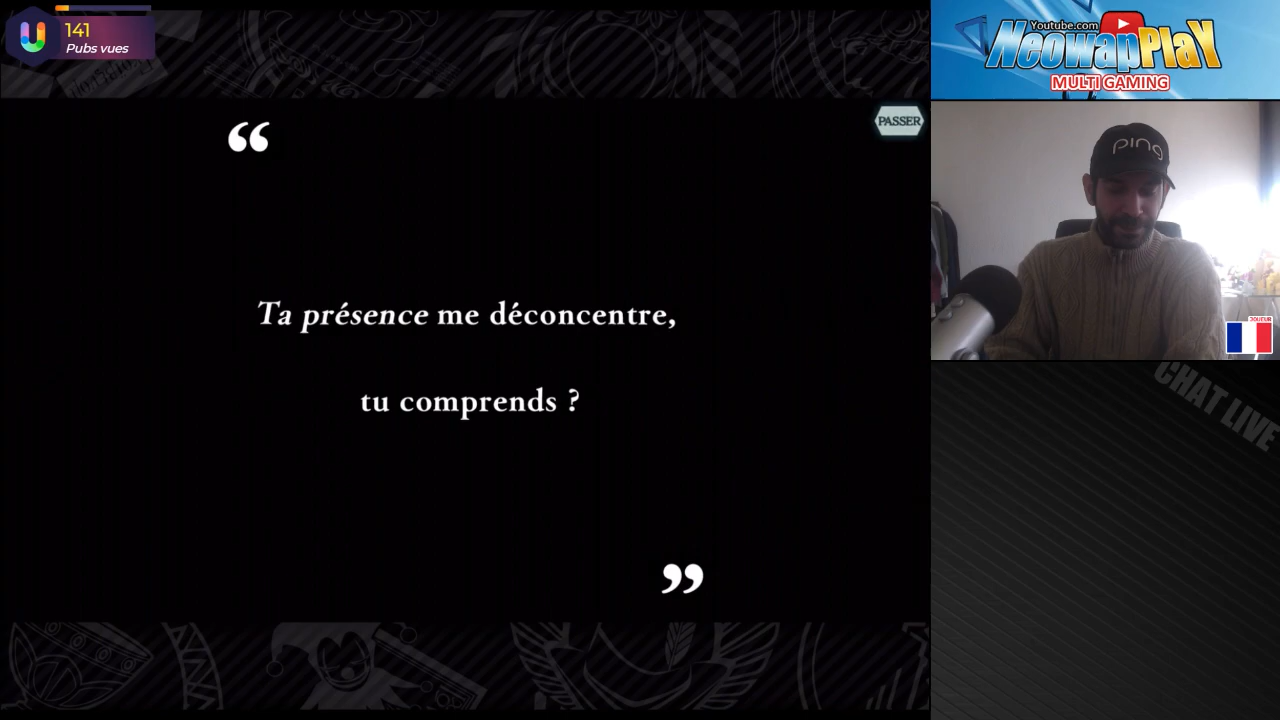 141
Pubs vues
Youtube.com
NeowapPlaY
MULTI GAMING
PASSER
“
ping
Ta présence me déconcentre,
tu comprends ?
”
JOUEUR
CHAT LIVE